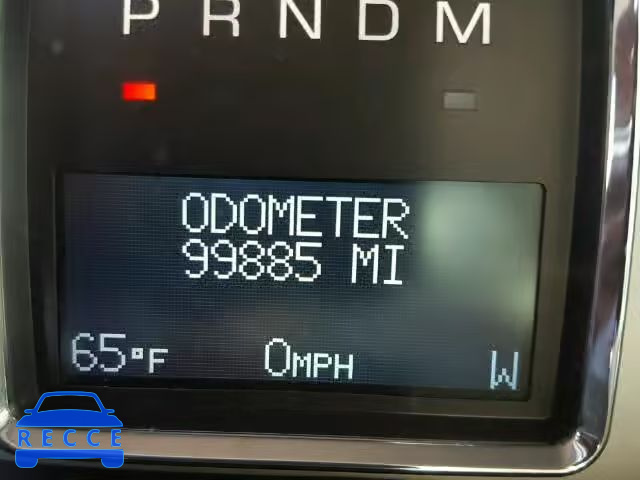 P R N D M
ODOMETER
99885 MI
65°F 0MPH W
RECCE